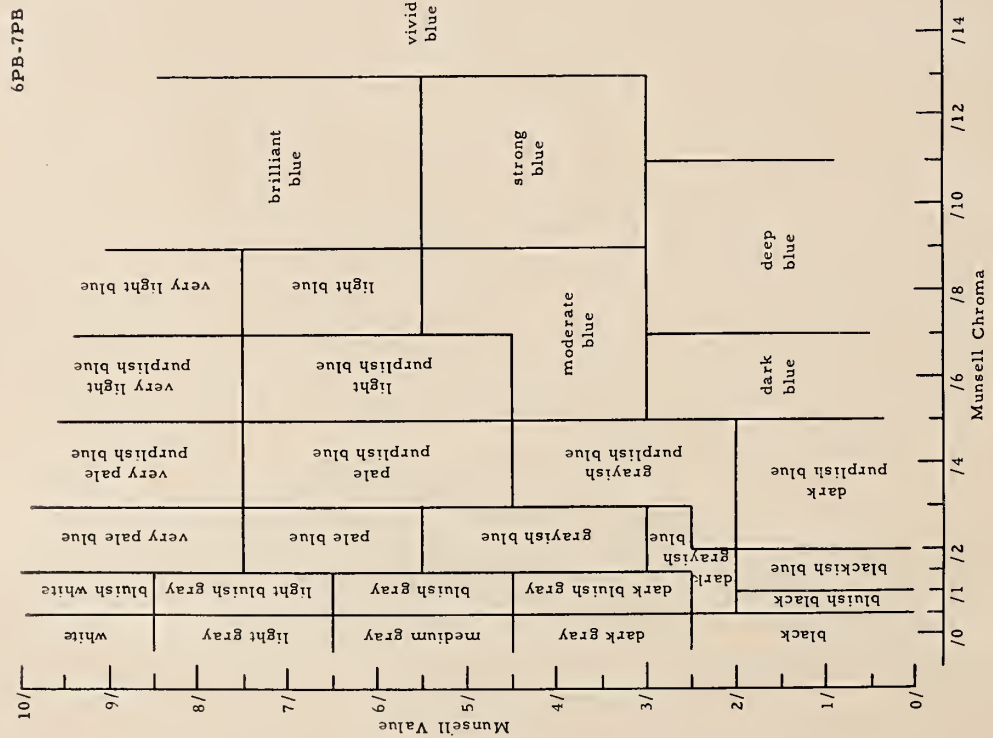 6PB-7PB
vivid
blue
brilliant
blue
strong
blue
deep
blue
very light blue
light blue
moderate
blue
dark
blue
very light
purplish blue
light
purplish blue
very pale
purplish blue
pale
purplish blue
grayish
purplish blue
dark
purplish blue
very pale blue
pale blue
grayish blue
dark
grayish
blue
blackish blue
bluish white
light bluish gray
bluish gray
dark bluish gray
bluish black
white
light gray
medium gray
dark gray
black
10/
9/
8/
7/
6/
5/
4/
3/
2/
1/
0/
Munsell Value
/0
/1
/2
/4
/6
/8
/10
/12
/14
Munsell Chroma